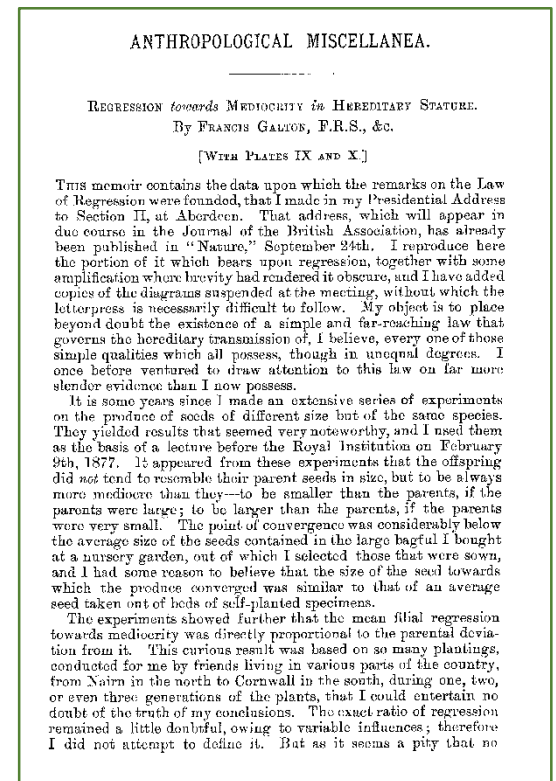 ANTHROPOLOGICAL MISCELLANEA.
REGRESSION towards MEDIOCRITY in HEREDITARY STATURE.
By FRANCIS GALTON, F.R.S., &c.
[WITH PLATES IX AND X.]
THIS memoir contains the data upon which the remarks on the Law
of Regression were founded, that I made in my Presidential Address
to Section H, at Aberdeen. That address, which will appear in
due course in the Journal of the British Association, has already
been published in "Nature," September 24th. I reproduce here
the portion of it which bears upon regression, together with some
amplification where brevity had rendered it obscure, and I have added
copies of the diagrams suspended at the meeting, without which the
letterpress is necessarily difficult to follow. My object is to place
beyond doubt the existence of a simple and far-reaching law that
governs the hereditary transmission of, I believe, every one of those
simple qualities which all possess, though in unequal degrees. I
once before ventured to draw attention to this law on far more
slender evidence than I now possess.
It is some years since I made an extensive series of experiments
on the produce of seeds of different size but of the same species.
They yielded results that seemed very noteworthy, and I used them
as the basis of a lecture before the Royal Institution on February
9th, 1877. It appeared from these experiments that the offspring
did not tend to resemble their parent seeds in size, but to be always
more mediocre than they—to be smaller than the parents, if the
parents were large; to be larger than the parents, if the parents
were very small. The point of convergence was considerably below
the average size of the seeds contained in the large bagful I bought
at a nursery garden, out of which I selected those that were sown,
and I had some reason to believe that the size of the seed towards
which the produce converged was similar to that of an average
seed taken out of beds of self-planted specimens.
The experiments showed further that the mean filial regression
towards mediocrity was directly proportional to the parental devia-
tion from it. This curious result was based on so many plantings,
conducted for me by friends living in various parts of the country,
from Nairn in the north to Cornwall in the south, during one, two,
or even three generations of the plants, that I could entertain no
doubt of the truth of my conclusions. The exact ratio of regression
remained a little doubtful, owing to variable influences; therefore
I did not attempt to define it. But as it seems a pity that no